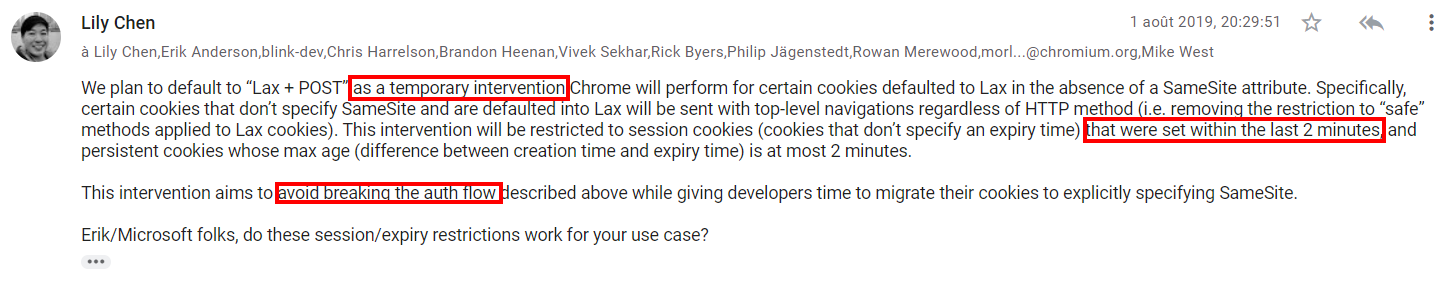 Lily Chen
1 août 2019, 20:29:51
à Lily Chen,Erik Anderson,blink-dev,Chris Harrelson,Brandon Heenan,Vivek Sekhar,Rick Byers,Philip Jägenstedt,Rowan Merewood,morl...@chromium.org,Mike West
We plan to default to “Lax + POST” as a temporary intervention Chrome will perform for certain cookies defaulted to Lax in the absence of a SameSite attribute. Specifically,
certain cookies that don’t specify SameSite and are defaulted into Lax will be sent with top-level navigations regardless of HTTP method (i.e. removing the restriction to “safe”
methods applied to Lax cookies). This intervention will be restricted to session cookies (cookies that don’t specify an expiry time) that were set within the last 2 minutes, and
persistent cookies whose max age (difference between creation time and expiry time) is at most 2 minutes.
This intervention aims to avoid breaking the auth flow described above while giving developers time to migrate their cookies to explicitly specifying SameSite.
Erik/Microsoft folks, do these session/expiry restrictions work for your use case?